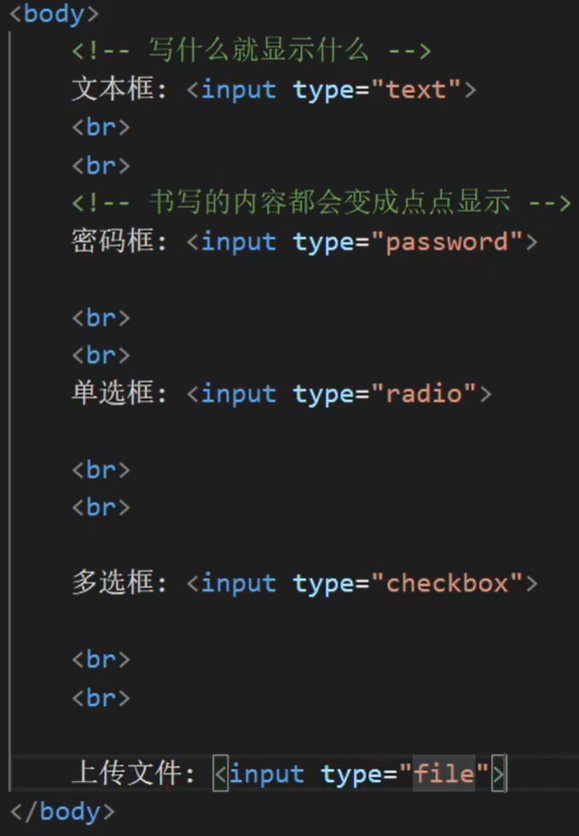 <body>
<!-- 写什么就显示什么 -->
文本框: <input type="text">
<br>
<br>
<!-- 书写的内容都会变成点点显示 -->
密码框: <input type="password">
<br>
<br>
单选框: <input type="radio">
<br>
<br>
多选框: <input type="checkbox">
<br>
<br>
上传文件: <input type="file">
</body>